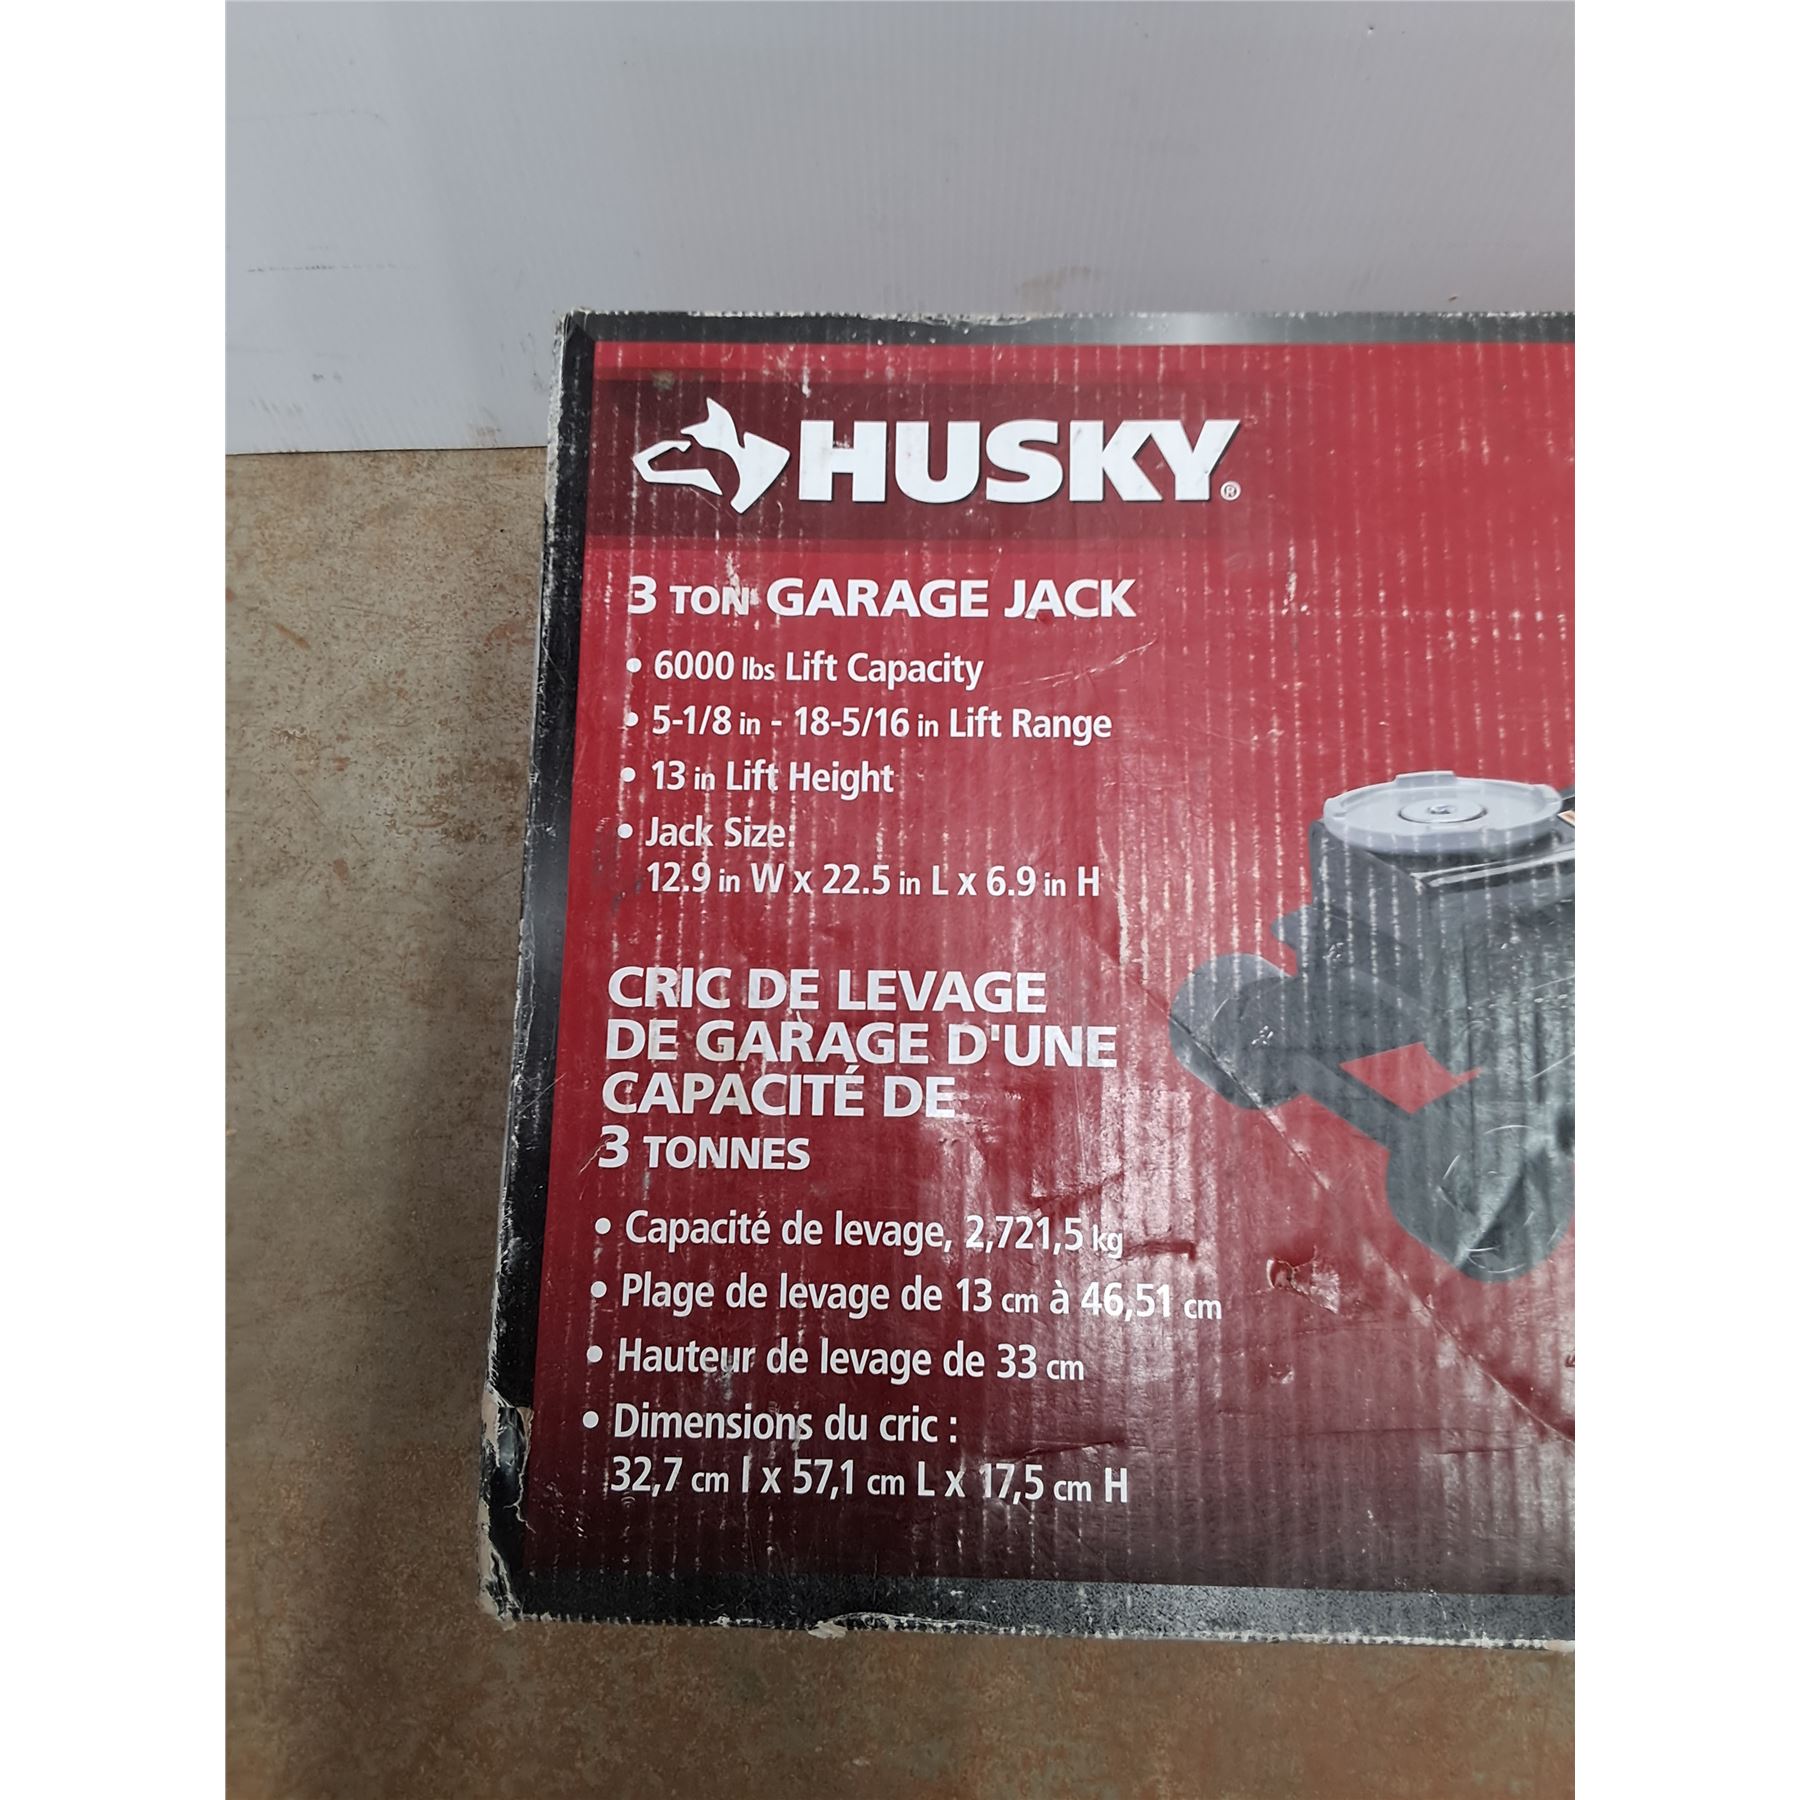 HUSKY®
3 TON GARAGE JACK
• 6000 lbs Lift Capacity
• 5-1/8 in - 18-5/16 in Lift Range
• 13 in Lift Height
• Jack Size:
12.9 in W x 22.5 in L x 6.9 in H
CRIC DE LEVAGE
DE GARAGE D'UNE
CAPACITÉ DE
3 TONNES
• Capacité de levage, 2,721,5 kg
• Plage de levage de 13 cm à 46,51 cm
• Hauteur de levage de 33 cm
• Dimensions du cric :
32,7 cm l x 57,1 cm L x 17,5 cm H